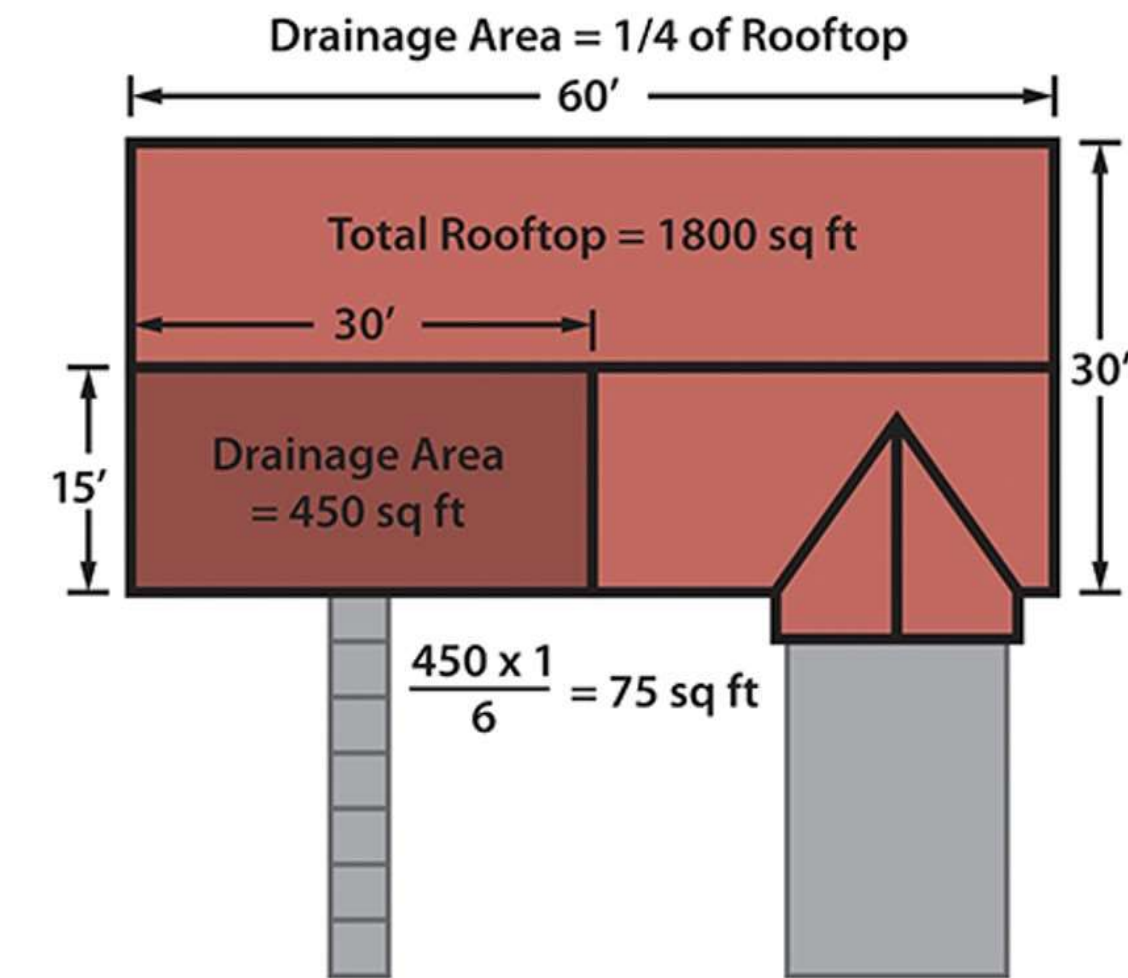 Drainage Area = 1/4 of Rooftop
60′
Total Rooftop = 1800 sq ft
30′
30′
Drainage Area
= 450 sq ft
15′
450 x 1
6
= 75 sq ft